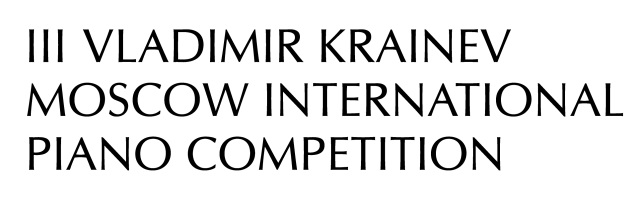 III VLADIMIR KRAINEV
MOSCOW INTERNATIONAL
PIANO COMPETITION